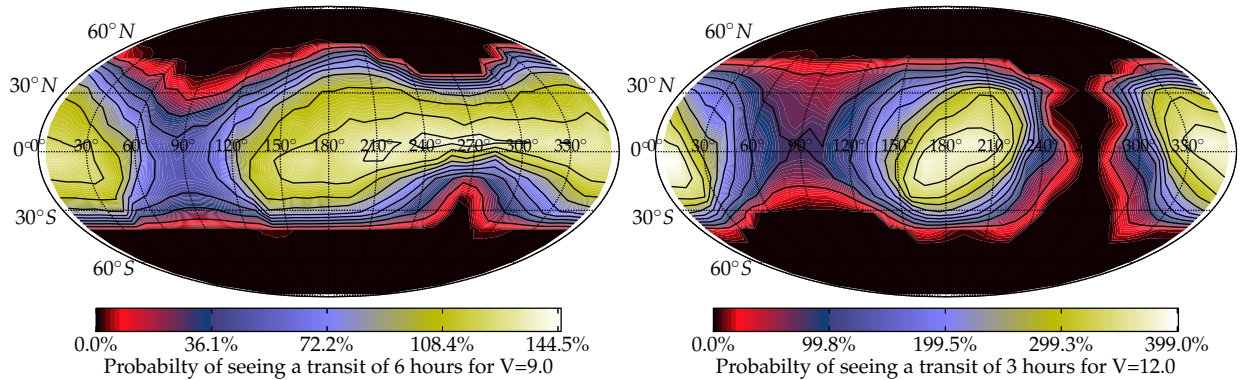 60°N
30°N
0°
30°S
60°S
30° 60° 90° 120° 150° 180° 210° 240° 270° 300° 330°
0.0% 36.1% 72.2% 108.4% 144.5%
Probabilty of seeing a transit of 6 hours for V=9.0
60°N
30°N
0°
30°S
60°S
30° 60° 90° 120° 150° 180° 210° 240° 270° 300° 330°
0.0% 99.8% 199.5% 299.3% 399.0%
Probabilty of seeing a transit of 3 hours for V=12.0